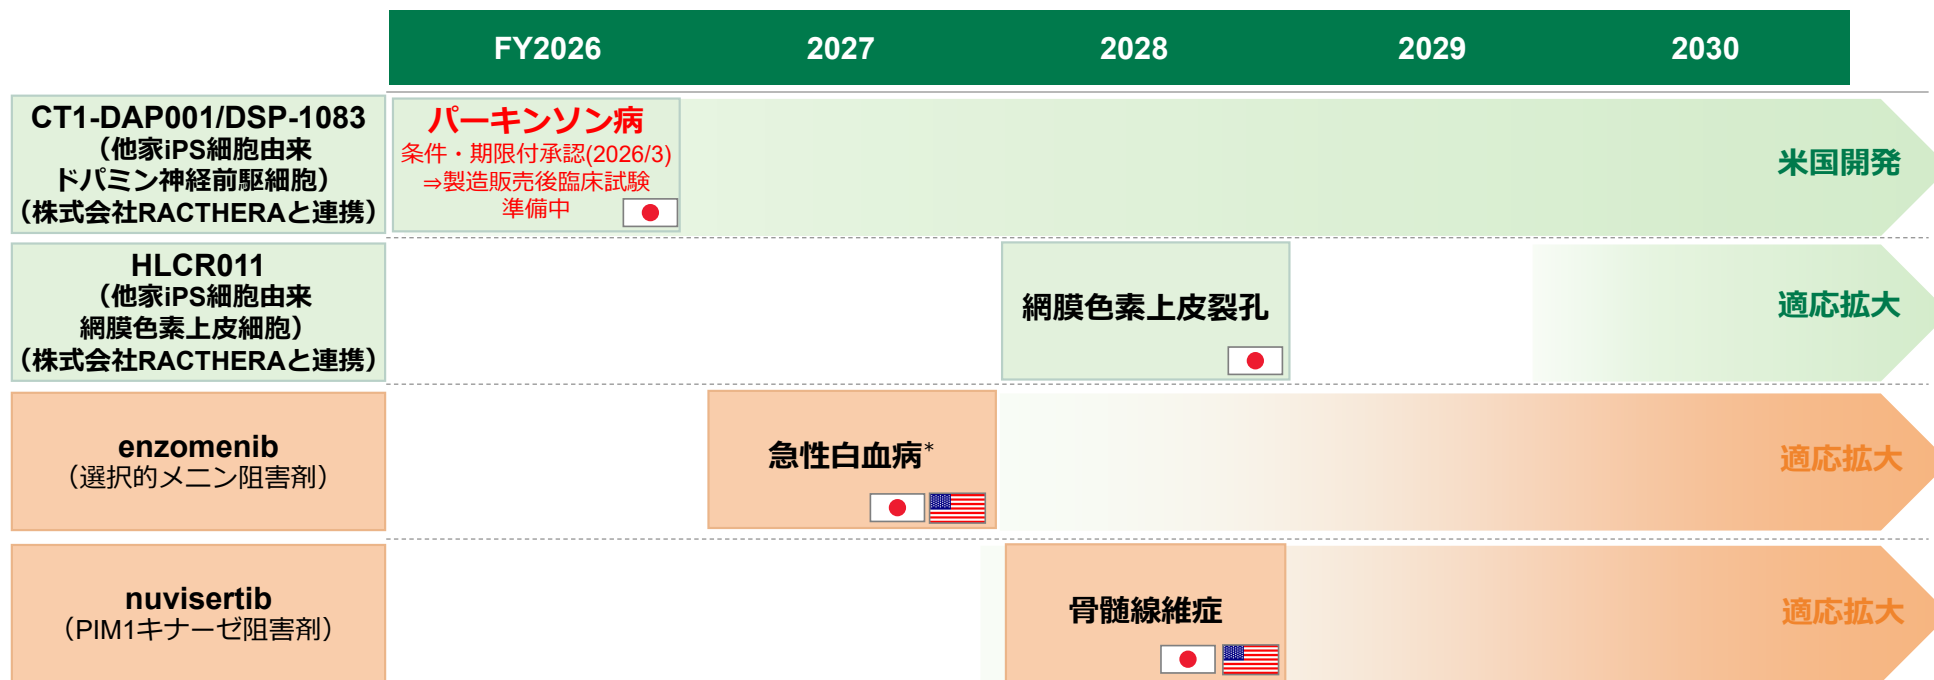 FY2026
2027
2028
2029
2030
CT1-DAP001/DSP-1083
（他家iPS細胞由来
ドパミン神経前駆細胞）
（株式会社RACTHERAと連携）
パーキンソン病
条件・期限付承認(2026/3)
⇒製造販売後臨床試験
準備中
米国開発
HLCR011
（他家iPS細胞由来
網膜色素上皮細胞）
（株式会社RACTHERAと連携）
網膜色素上皮裂孔
適応拡大
enzomenib
（選択的メニン阻害剤）
急性白血病*
適応拡大
nuvisertib
（PIM1キナーゼ阻害剤）
骨髄線維症
適応拡大